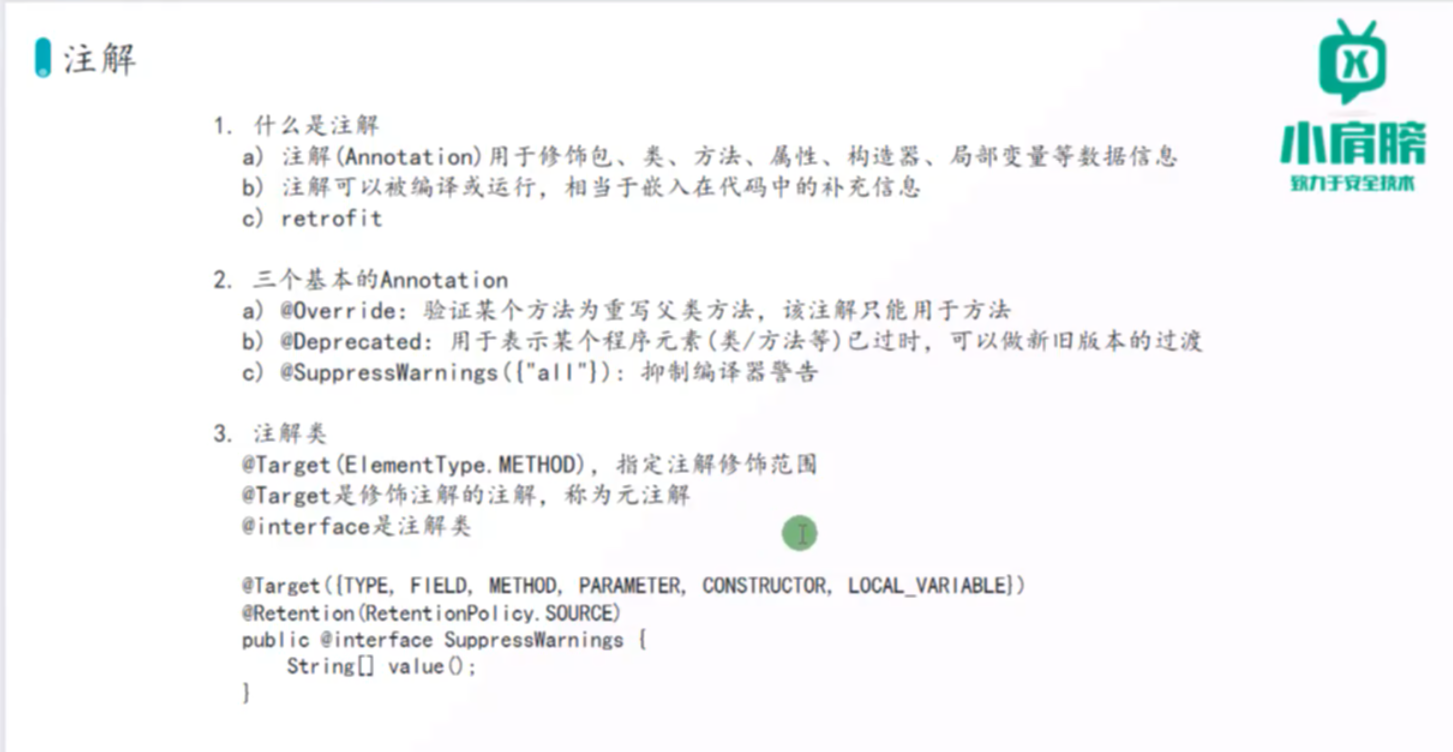 注解
小肩膀
致力于安全技术
1. 什么是注解
a) 注解(Annotation)用于修饰包、类、方法、属性、构造器、局部变量等数据信息
b) 注解可以被编译或运行，相当于嵌入在代码中的补充信息
c) retrofit
2. 三个基本的Annotation
a) @Override: 验证某个方法为重写父类方法，该注解只能用于方法
b) @Deprecated: 用于表示某个程序元素(类/方法等)已过时，可以做新旧版本的过渡
c) @SuppressWarnings({"all"}): 抑制编译器警告
3. 注解类
@Target(ElementType.METHOD)，指定注解修饰范围
@Target是修饰注解的注解，称为元注解
@interface是注解类
@Target({TYPE, FIELD, METHOD, PARAMETER, CONSTRUCTOR, LOCAL_VARIABLE})
@Retention(RetentionPolicy.SOURCE)
public @interface SuppressWarnings {
    String[] value();
}